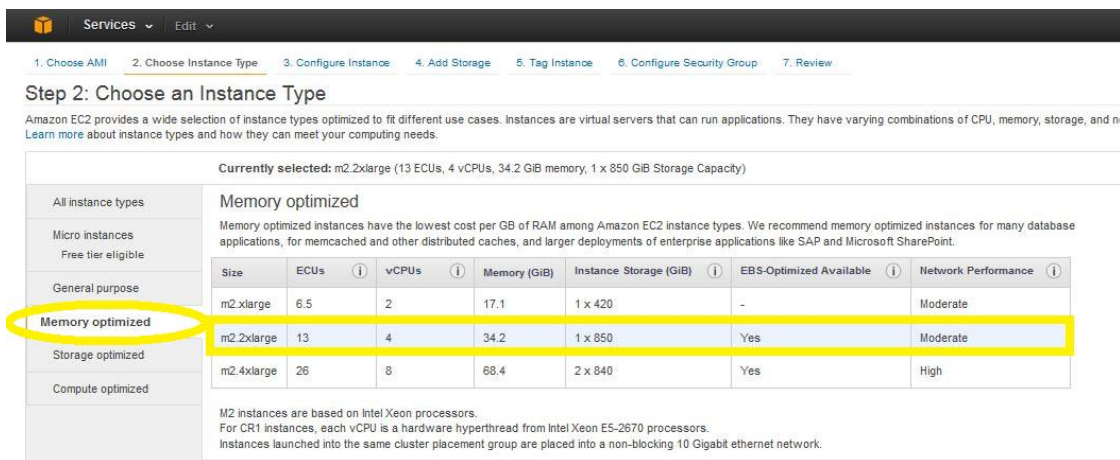 Services Edit
1. Choose AMI 2. Choose Instance Type 3. Configure Instance 4. Add Storage 5. Tag Instance 6. Configure Security Group 7. Review
Step 2: Choose an Instance Type
Amazon EC2 provides a wide selection of instance types optimized to fit different use cases. Instances are virtual servers that can run applications. They have varying combinations of CPU, memory, storage, and
Learn more about instance types and how they can meet your computing needs.
Currently selected: m2.2xlarge (13 ECUs, 4 vCPUs, 34.2 GiB memory, 1 x 850 GiB Storage Capacity)
All instance types
Micro instances
Free tier eligible
General purpose
Memory optimized
Storage optimized
Compute optimized
Memory optimized
Memory optimized instances have the lowest cost per GB of RAM among Amazon EC2 instance types. We recommend memory optimized instances for many database
applications, for memcached and other distributed caches, and larger deployments of enterprise applications like SAP and Microsoft SharePoint.
Size ECUs i vCPUs i Memory (GiB) Instance Storage (GiB) i EBS-Optimized Available i Network Performance i
m2.xlarge 6.5 2 17.1 1 x 420 - Moderate
m2.2xlarge 13 4 34.2 1 x 850 Yes Moderate
m2.4xlarge 26 8 68.4 2 x 840 Yes High
M2 instances are based on Intel Xeon processors.
For CR1 instances, each vCPU is a hardware hyperthread from Intel Xeon E5-2670 processors.
Instances launched into the same cluster placement group are placed into a non-blocking 10 Gigabit ethernet network.